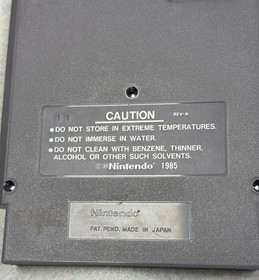 CAUTION REV-A
●DO NOT STORE IN EXTREME TEMPERATURES.
●DO NOT IMMERSE IN WATER.
●DO NOT CLEAN WITH BENZENE, THINNER,
ALCOHOL OR OTHER SUCH SOLVENTS.
©Ⓜ Nintendo® 1985
Nintendo®
PAT. PEND. MADE IN JAPAN